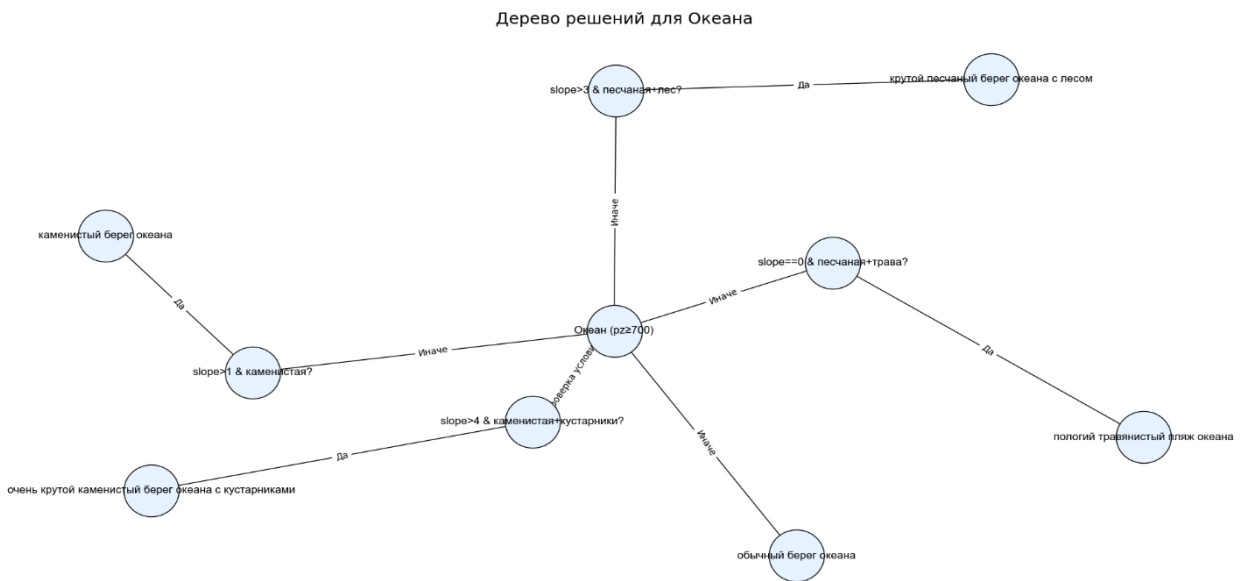 Дерево решений для Океана
крутой песчаный берег океана с лесом
slope>3 & песчаная+лес?
Да
Иначе
каменистый берег океана
slope==0 & песчаная+трава?
Да
Иначе
Океан (pz≥700)
Иначе
Да
slope>1 & каменистая?
slope>4 & каменистая+кустарники?
пологий травянистый пляж океана
Иначе
Да
очень крутой каменистый берег океана с кустарниками
обычный берег океана